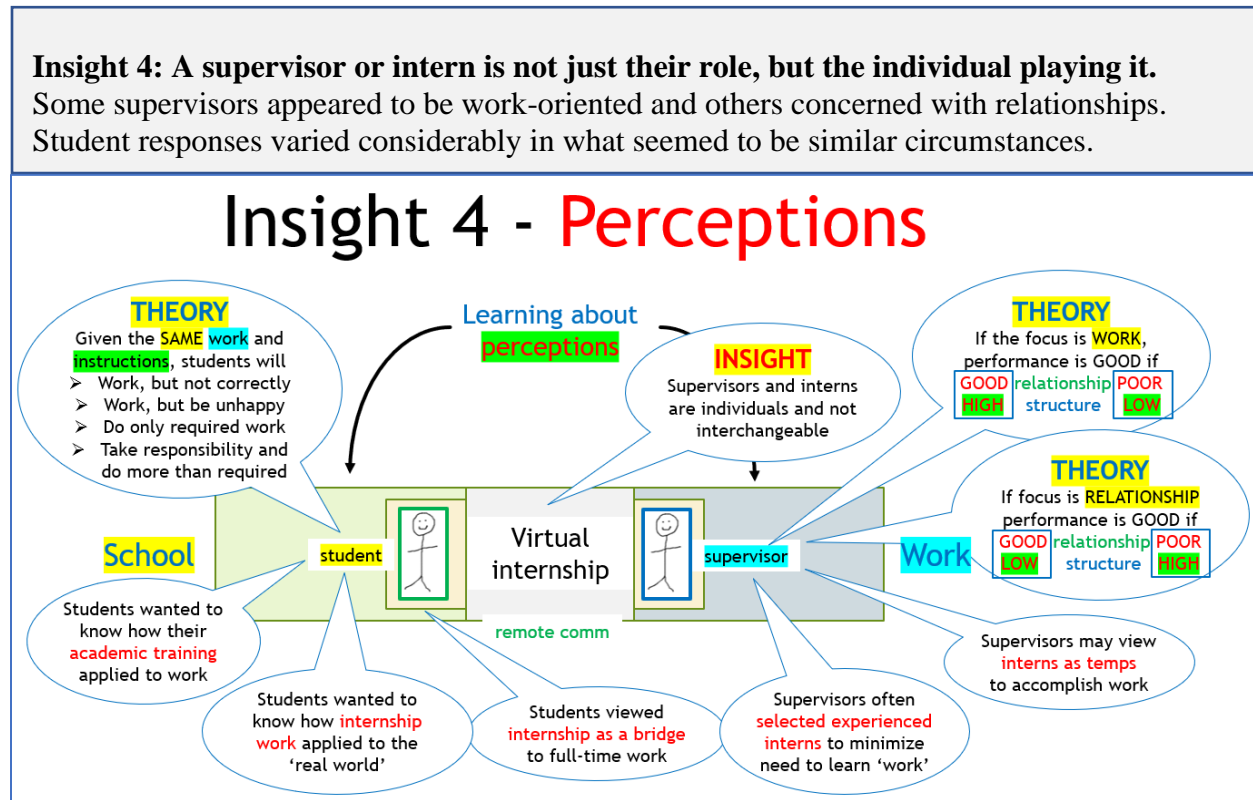 Insight 4: A supervisor or intern is not just their role, but the individual playing it.
Some supervisors appeared to be work-oriented and others concerned with relationships.
Student responses varied considerably in what seemed to be similar circumstances.
Insight 4 - Perceptions
THEORY
Given the SAME work and
instructions, students will
➤ Work, but not correctly
➤ Work, but be unhappy
➤ Do only required work
➤ Take responsibility and
do more than required
Learning about
perceptions
INSIGHT
Supervisors and interns
are individuals and not
interchangeable
THEORY
If the focus is WORK,
performance is GOOD if
GOOD relationship POOR
HIGH structure LOW
THEORY
If focus is RELATIONSHIP
performance is GOOD if
GOOD relationship POOR
LOW structure HIGH
School
student
Virtual
internship
supervisor
Work
remote comm
Students wanted to
know how their
academic training
applied to work
Students wanted to
know how internship
work applied to the
‘real world’
Students viewed
internship as a bridge
to full-time work
Supervisors often
selected experienced
interns to minimize
need to learn ‘work’
Supervisors may view
interns as temps
to accomplish work